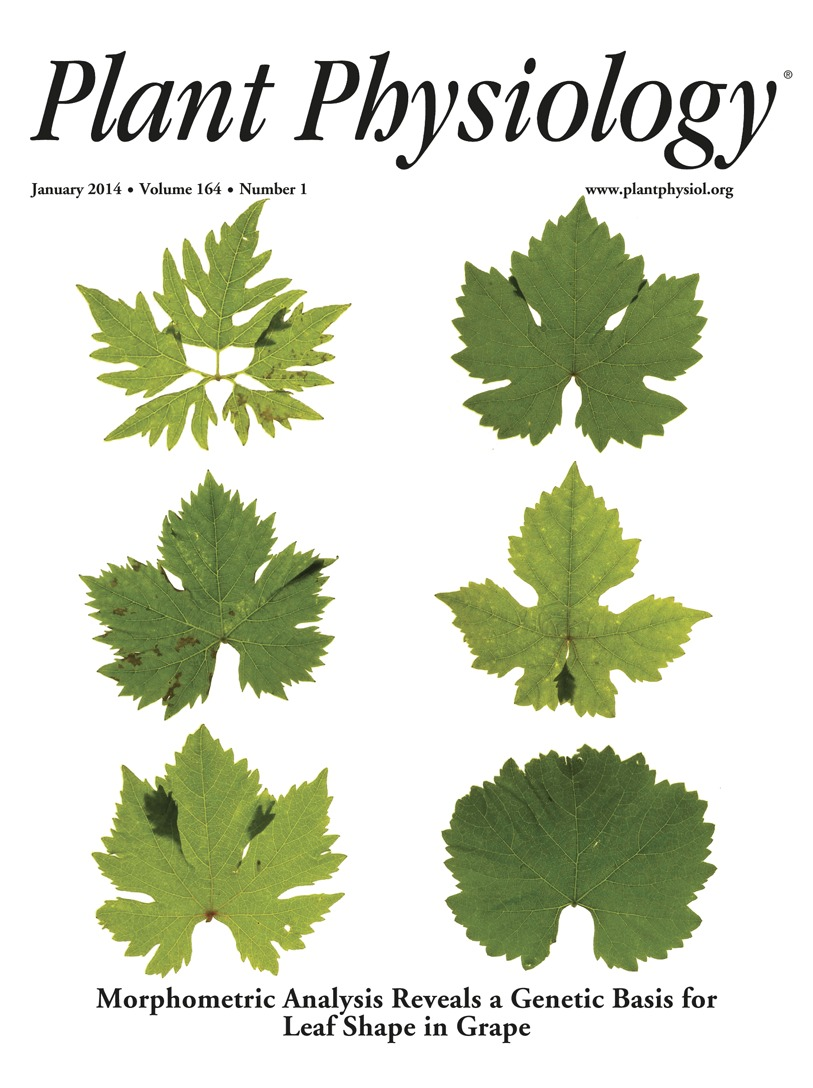 Plant Physiology®
January 2014 • Volume 164 • Number 1
www.plantphysiol.org
Morphometric Analysis Reveals a Genetic Basis for
Leaf Shape in Grape